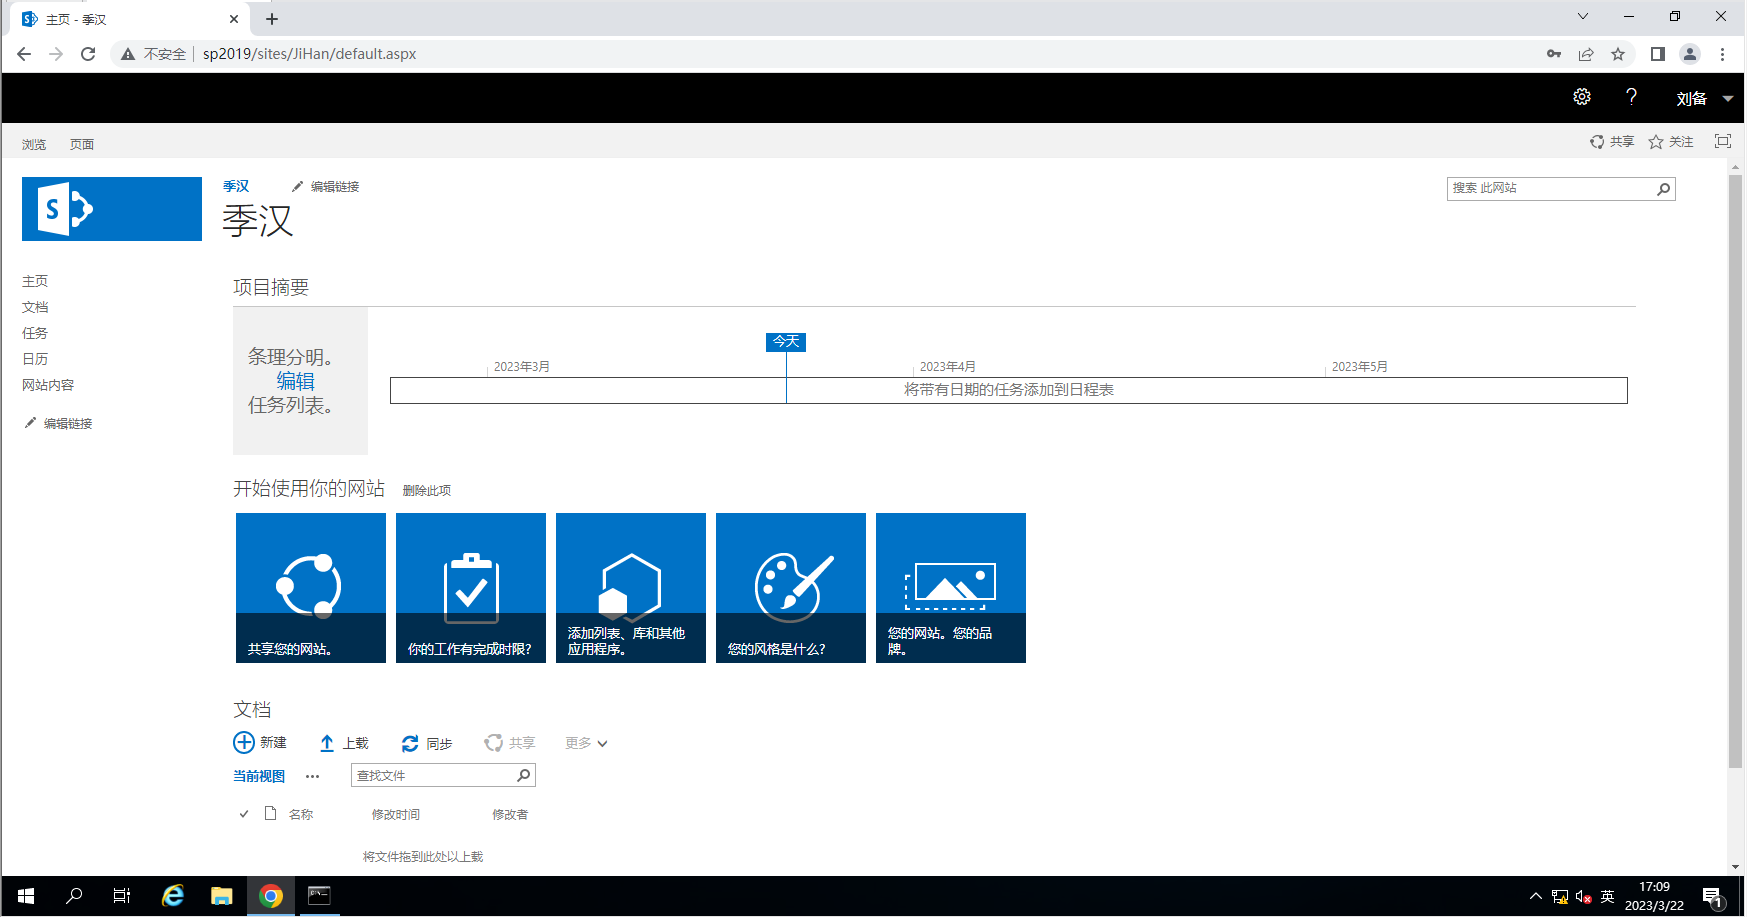 主页 - 季汉
不安全 sp2019/sites/JiHan/default.aspx
刘备
浏览 页面 共享 关注
S 季汉 编辑链接 搜索 此网站
季汉
主页
文档
任务
日历
网站内容
编辑链接
项目摘要
条理分明。
编辑
任务列表。
今天
2023年3月 2023年4月 2023年5月
将带有日期的任务添加到日程表
开始使用你的网站 删除此项
共享您的网站。
你的工作有完成时限?
添加列表、库和其他
应用程序。
您的风格是什么?
您的网站。您的品
牌。
文档
新建 上载 同步 共享 更多
当前视图 ··· 查找文件
名称 修改时间 修改者
将文件拖到此处以上载
英 17:09
2023/3/22 1